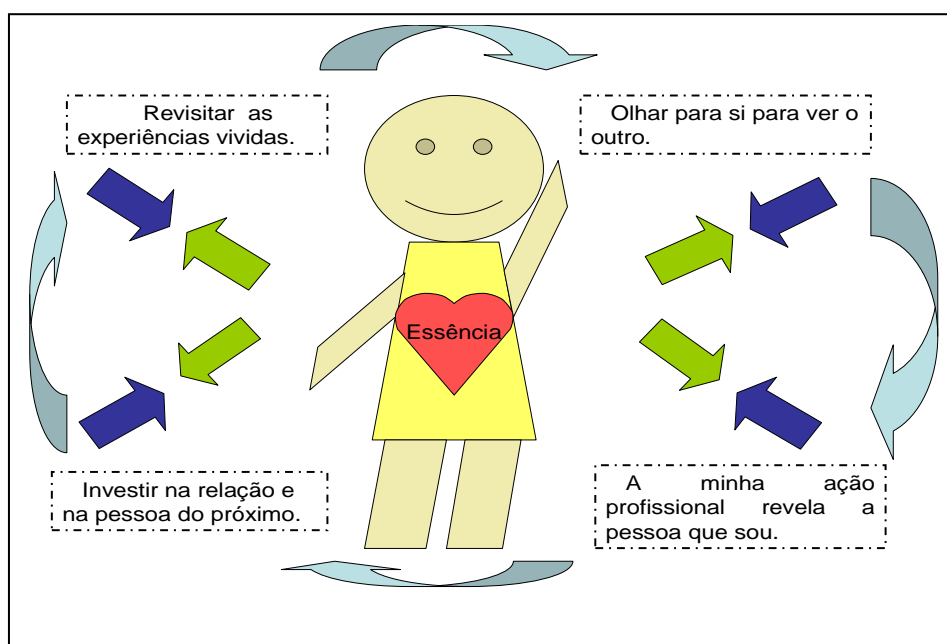 Revisitar as
experiências vividas.
Olhar para si para ver o
outro.
Essência
Investir na relação e
na pessoa do próximo.
A minha ação
profissional revela a
pessoa que sou.